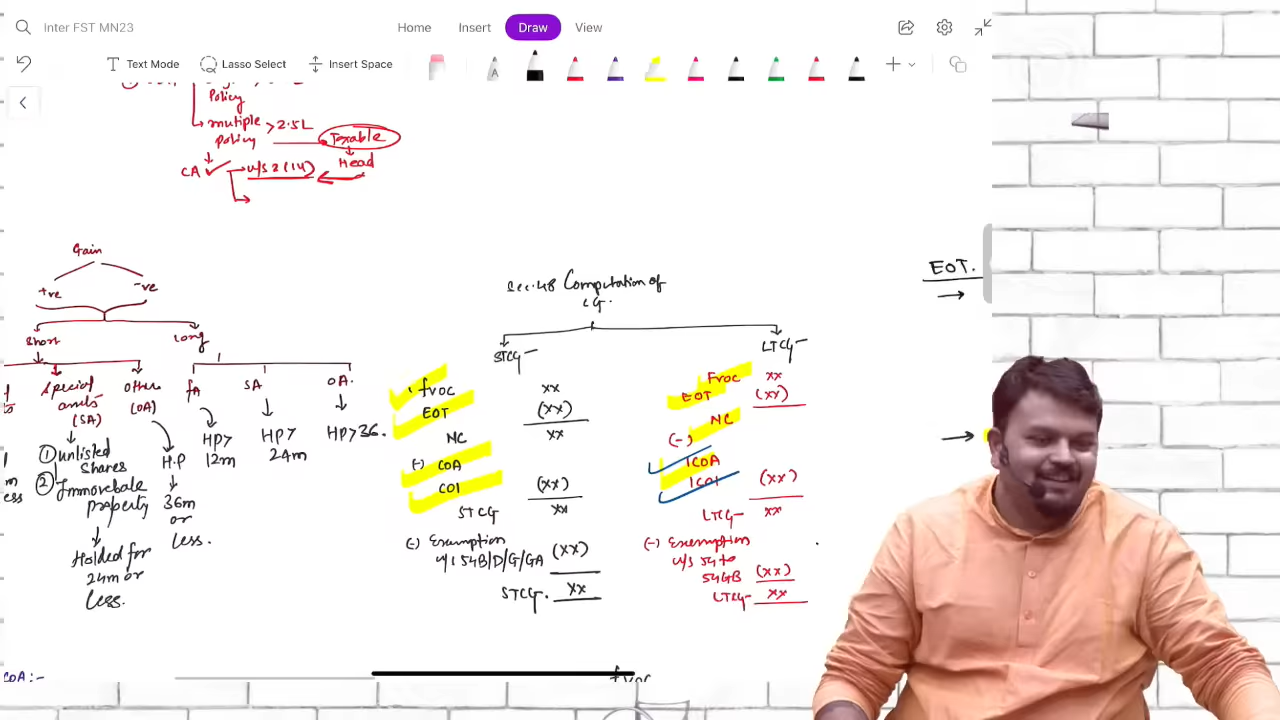 Inter FST MN23
Home
Insert
Draw
View
Text Mode
Lasso Select
Insert Space
policy
mutiple
policy
>2.5L
Taxable
Head
CA
u/s 2(14)
Gain
+ve
-ve
Short
Long
Special
assets
(SA)
Others
(OA)
FA
SA
OA.
HP>
12m
HP>
24m
HP>36.
① unlisted
Shares
② Immovebale
property
Holded for
24m or
less.
H.P
36m
or
less.
m
ess
Sec.48 Computation of
CG.
STCG
FVOC xx
EOT (xx)
NC xx
(-) COA
COI (xx)
STCG xx
(-) Exemption
u/s 54B/D/G/GA (xx)
STCG. xx
LTCG
FVOC xx
EOT (xx)
NC
(-) ICOA
ICOI (xx)
LTCG xx
(-) Exemption
u/s 54 to
54GB (xx)
LTCG xx
EOT.
COA:-
FVOC